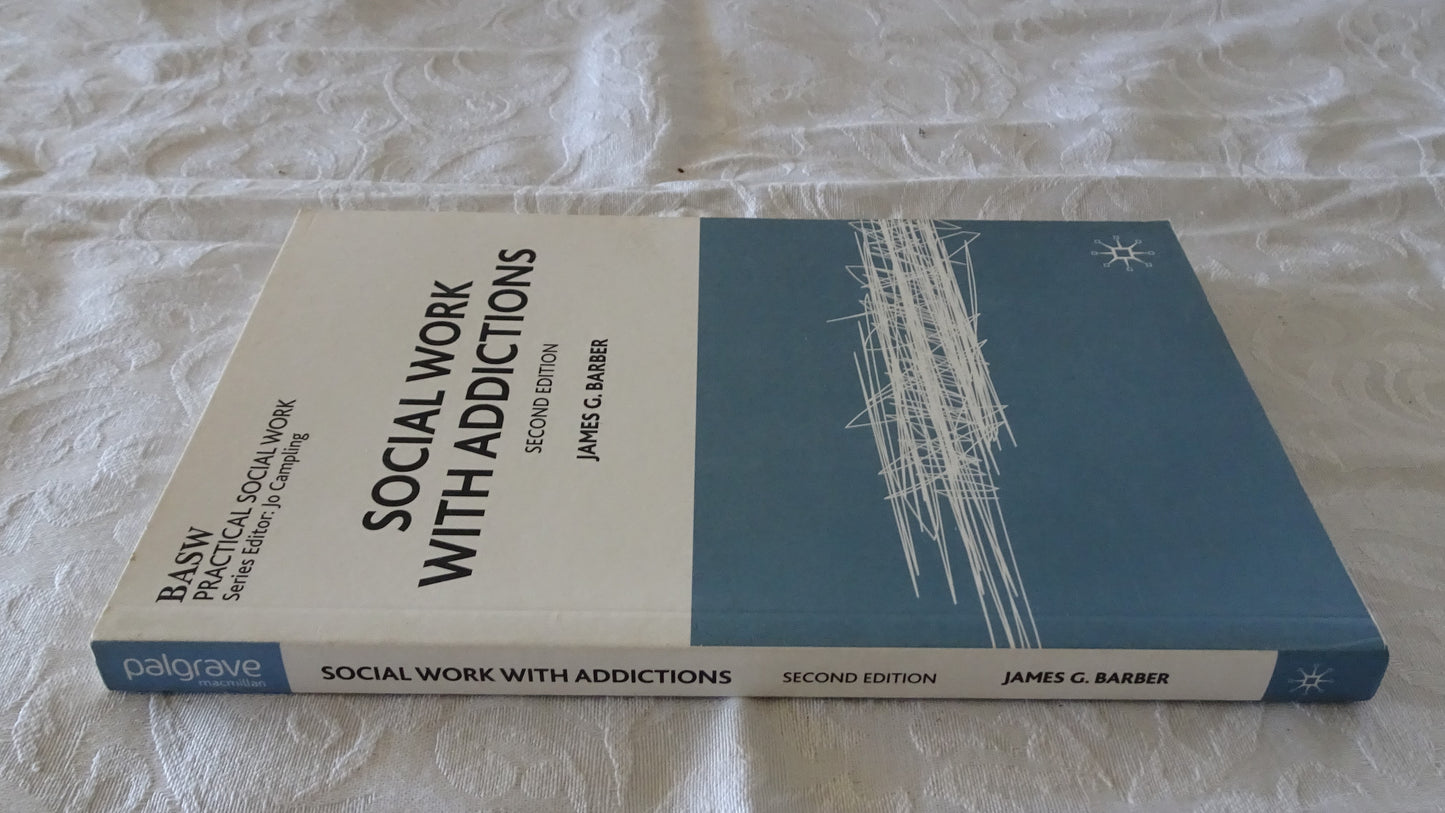 BASW
PRACTICAL SOCIAL WORK
Series Editor: Jo Campling
SOCIAL WORK
WITH ADDICTIONS
SECOND EDITION
JAMES G. BARBER
palgrave
macmillan
SOCIAL WORK WITH ADDICTIONS
SECOND EDITION
JAMES G. BARBER